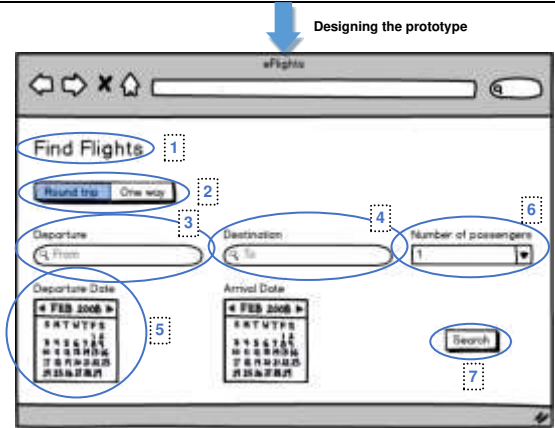 Designing the prototype
eFlights
Find Flights
1
Round trip One way
2
3
4
6
Departure Destination Number of passengers
From To 1
Departure Date Arrival Date
FEB 2008 FEB 2008
S M T W T F S S M T W T F S
5
Search
7